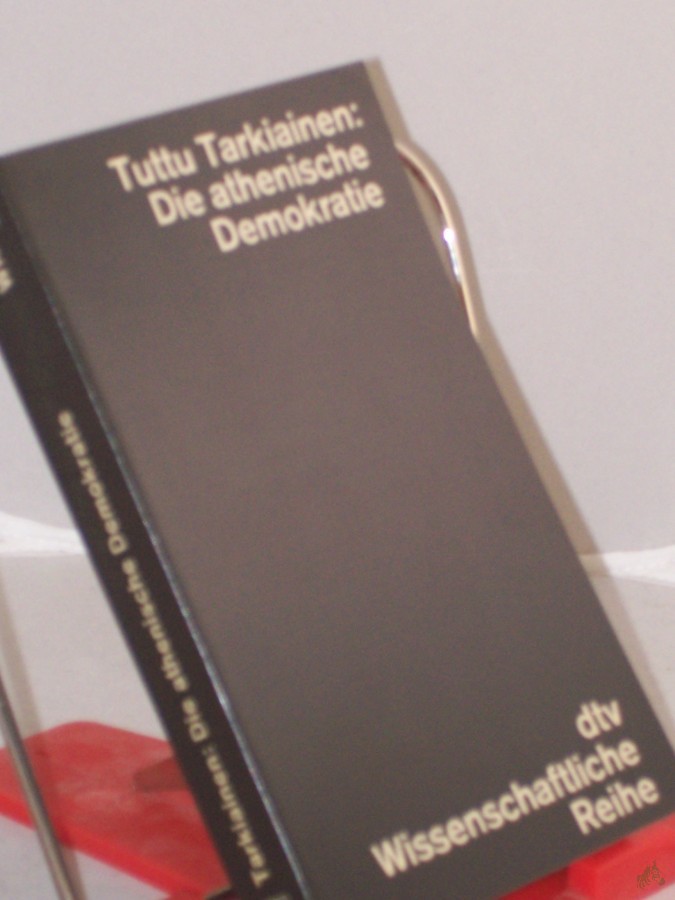 Tuttu Tarkiainen:
Die athenische
Demokratie
dtv
Wissenschaftliche
Reihe
Tarkiainen: Die athenische Demokratie